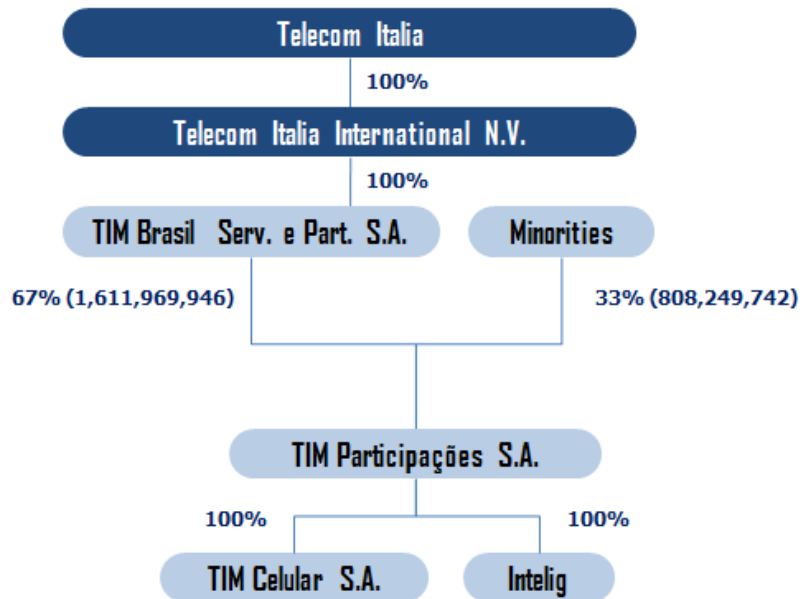 Telecom Italia
100%
Telecom Italia International N.V.
100%
TIM Brasil Serv. e Part. S.A.
Minorities
67% (1,611,969,946)
33% (808,249,742)
TIM Participações S.A.
100%
100%
TIM Celular S.A.
Intelig